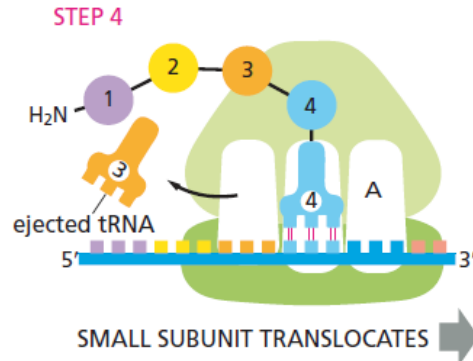 STEP 4
1
2
3
4
H₂N
3
ejected tRNA
4
A
5'
3'
SMALL SUBUNIT TRANSLOCATES